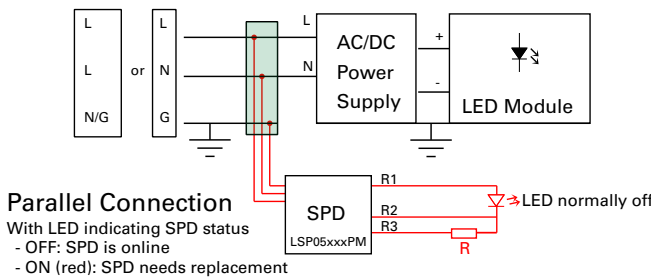 L
L
N/G
or
L
N
G
L
N
AC/DC
Power
Supply
+
-
LED Module
SPD
LSP05xxxPM
R1
R2
R3
R
LED normally off
Parallel Connection
With LED indicating SPD status
- OFF: SPD is online
- ON (red): SPD needs replacement